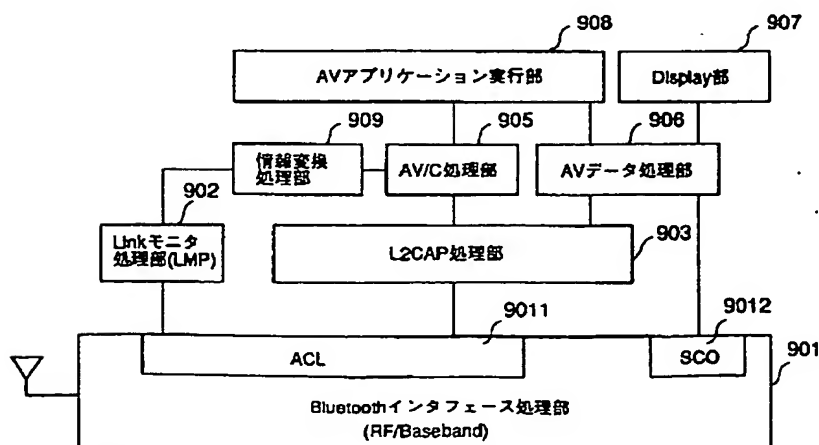 908
907
AVアプリケーション実行部
Display部
909
905
906
情報変換
処理部
AV/C処理部
AVデータ処理部
902
Linkモニタ
処理部(LMP)
903
L2CAP処理部
9011
9012
901
ACL
SCO
Bluetoothインタフェース処理部
(RF/Baseband)